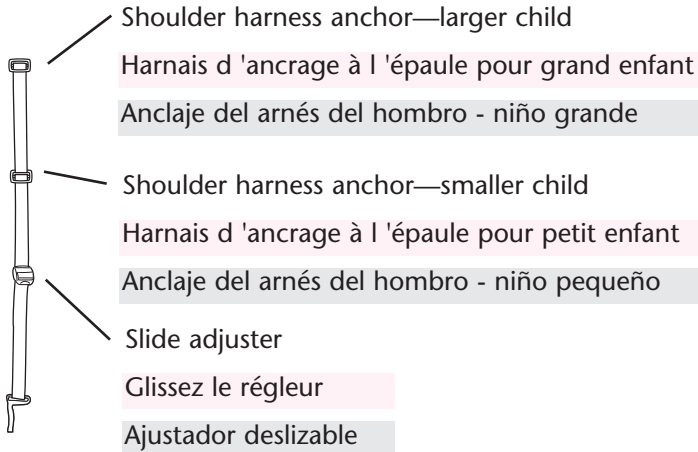 Shoulder harness anchor—larger child
Harnais d 'ancrage à l 'épaule pour grand enfant
Anclaje del arnés del hombro - niño grande
Shoulder harness anchor—smaller child
Harnais d 'ancrage à l 'épaule pour petit enfant
Anclaje del arnés del hombro - niño pequeño
Slide adjuster
Glissez le régleur
Ajustador deslizable